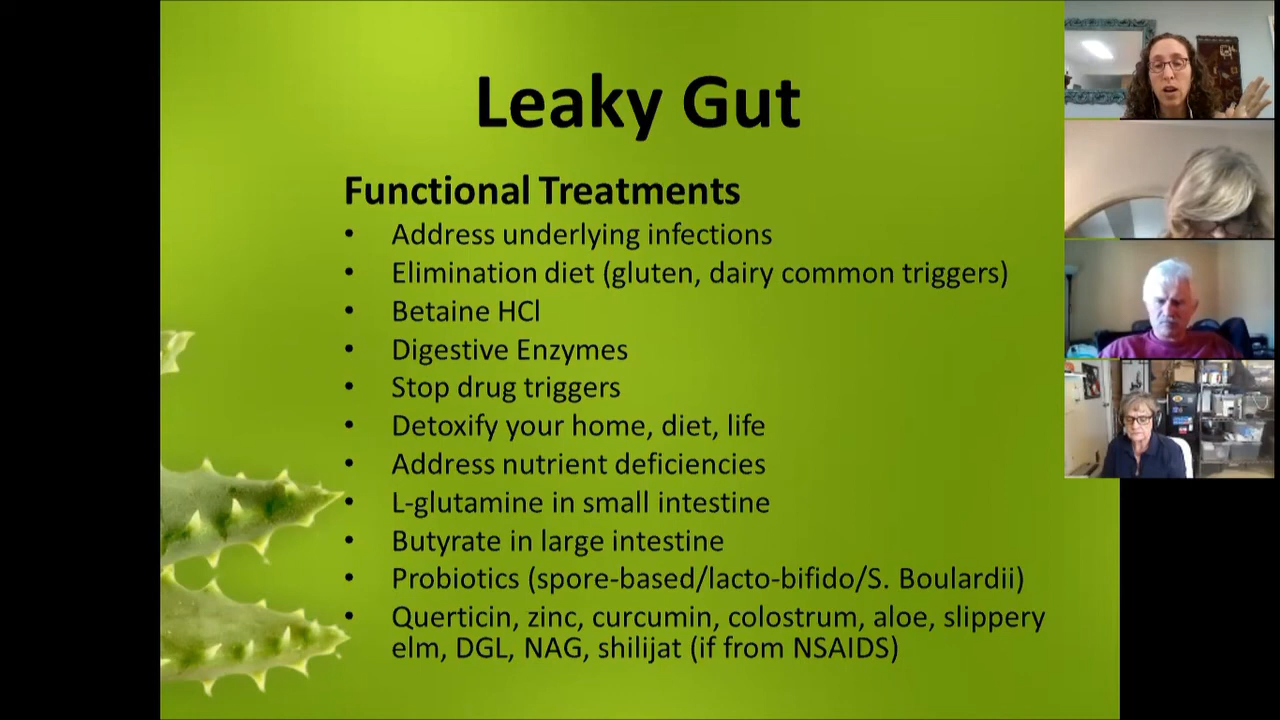 Leaky Gut
Functional Treatments
• Address underlying infections
• Elimination diet (gluten, dairy common triggers)
• Betaine HCl
• Digestive Enzymes
• Stop drug triggers
• Detoxify your home, diet, life
• Address nutrient deficiencies
• L-glutamine in small intestine
• Butyrate in large intestine
• Probiotics (spore-based/lacto-bifido/S. Boulardii)
• Querticin, zinc, curcumin, colostrum, aloe, slippery
elm, DGL, NAG, shilijat (if from NSAIDS)